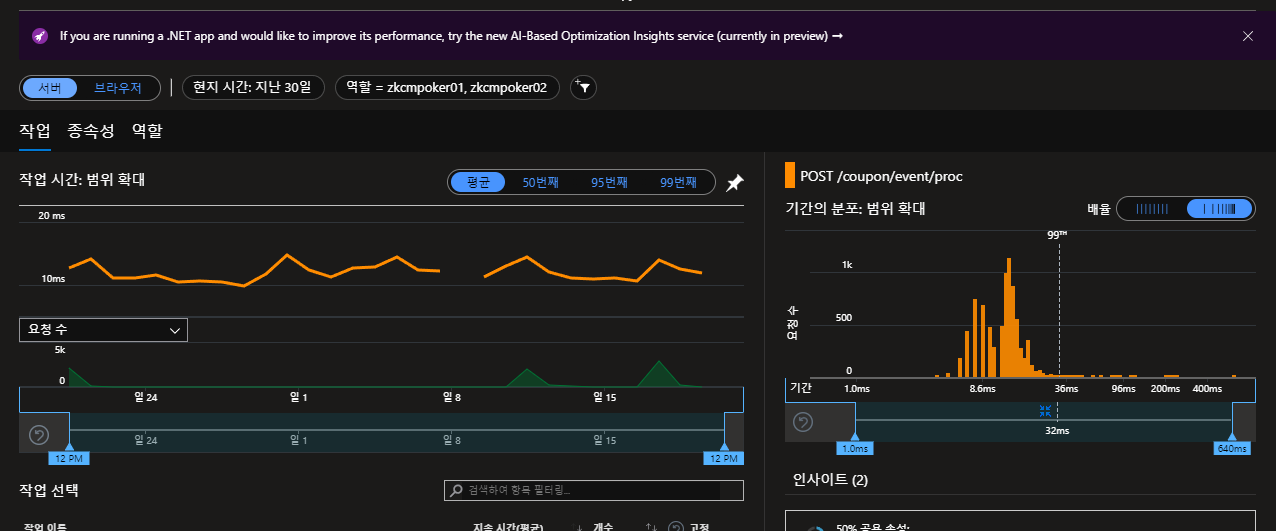 If you are running a .NET app and would like to improve its performance, try the new AI-Based Optimization Insights service (currently in preview) →
서버 브라우저 현지 시간: 지난 30일 역할 = zkcmpoker01, zkcmpoker02
작업 종속성 역할
작업 시간: 범위 확대 평균 50번째 95번째 99번째
20 ms
10ms
요청 수
5k
0
일 24 일 1 일 8 일 15
일 24 일 1 일 8 일 15
12 PM 12 PM
작업 선택 검색하여 항목 필터링...
작업 이름 지속 시간(평균) 개수 고정
POST /coupon/event/proc
기간의 분포: 범위 확대 배율
99TH
1k
500
0
요청 수
기간 1.0ms 8.6ms 36ms 96ms 200ms 400ms
32ms
1.0ms 640ms
인사이트 (2)
50% 공용 속성: